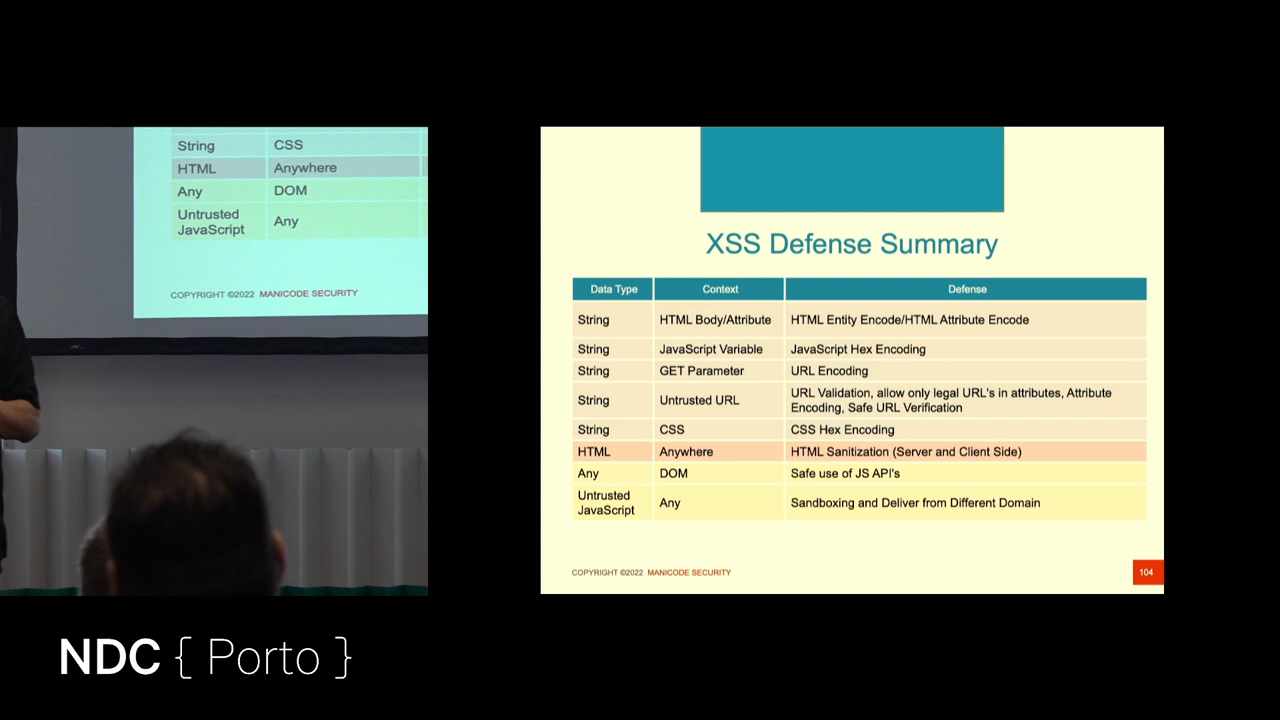 String CSS
HTML Anywhere
Any DOM
Untrusted
JavaScript Any
COPYRIGHT ©2022 MANICODE SECURITY
XSS Defense Summary
Data Type Context Defense
String HTML Body/Attribute HTML Entity Encode/HTML Attribute Encode
String JavaScript Variable JavaScript Hex Encoding
String GET Parameter URL Encoding
String Untrusted URL URL Validation, allow only legal URL's in attributes, Attribute
Encoding, Safe URL Verification
String CSS CSS Hex Encoding
HTML Anywhere HTML Sanitization (Server and Client Side)
Any DOM Safe use of JS API's
Untrusted
JavaScript Any Sandboxing and Deliver from Different Domain
COPYRIGHT ©2022 MANICODE SECURITY
104
NDC { Porto }